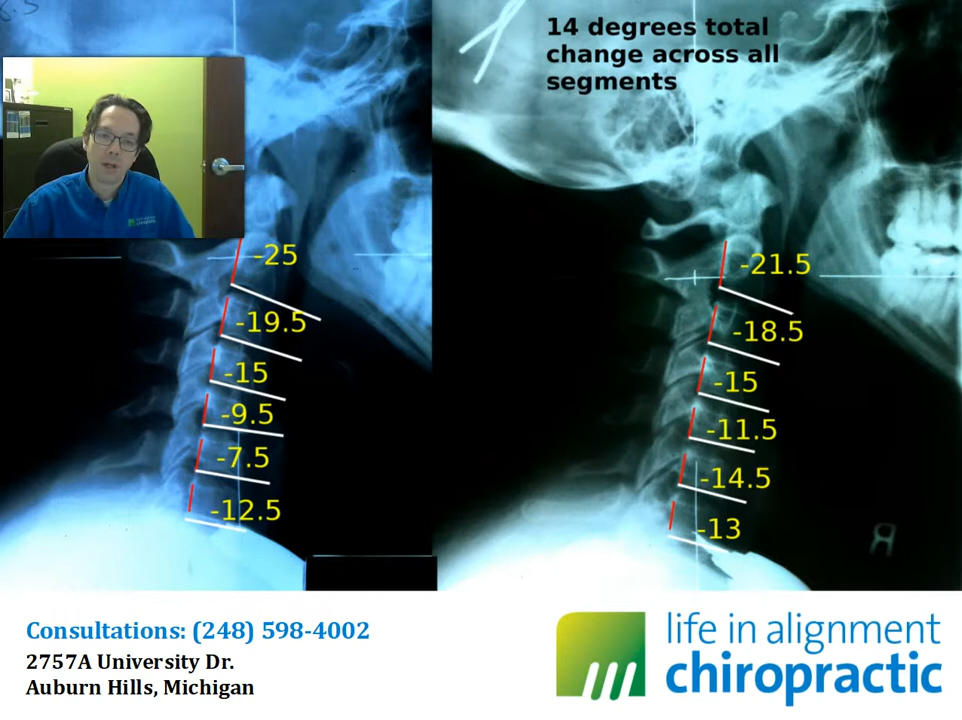 8.5
14 degrees total
change across all
segments
-25
-19.5
-15
-9.5
-7.5
-12.5
-21.5
-18.5
-15
-11.5
-14.5
-13
R
Consultations: (248) 598-4002
2757A University Dr.
Auburn Hills, Michigan
life in alignment
chiropractic